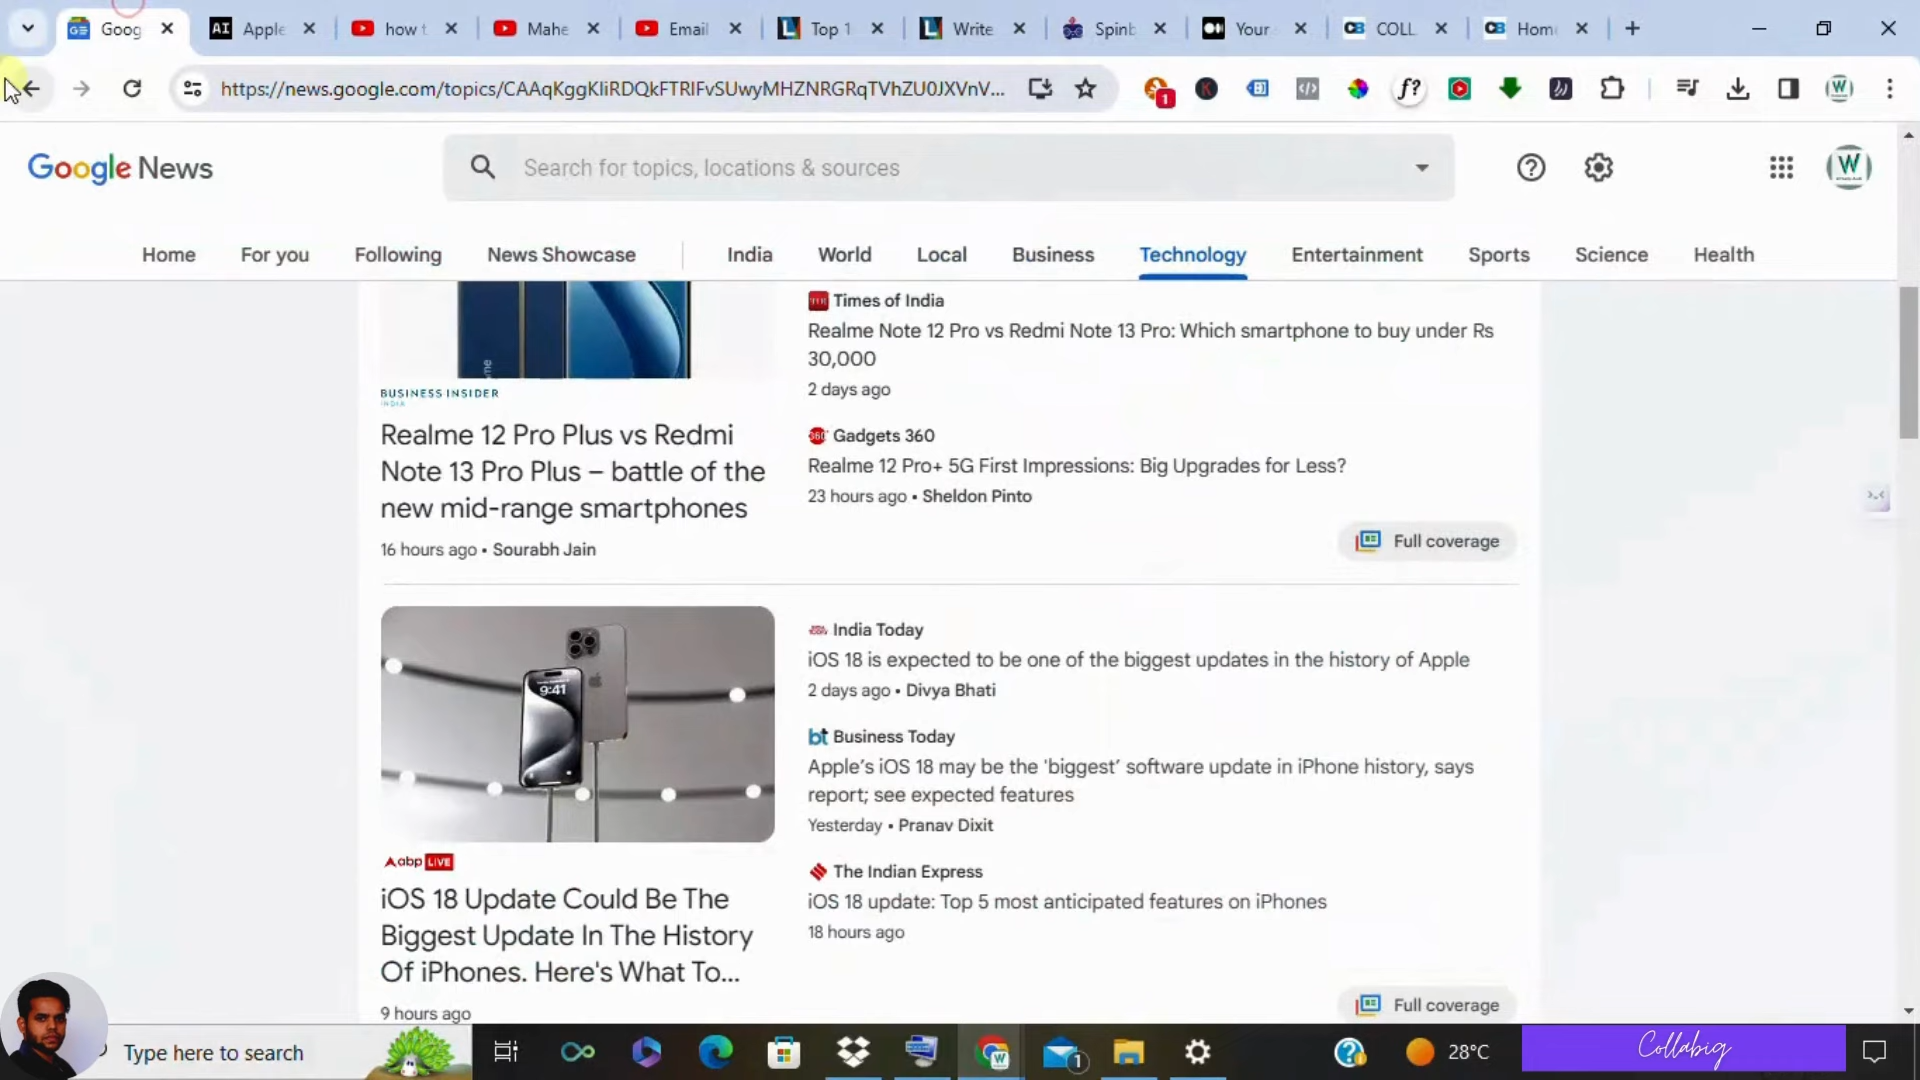 Goog
Apple
how t
Mahe
Email
Top 1
Write
Spinb
Your
COLL
Hom
https://news.google.com/topics/CAAqKggKIiRDQkFTRlFvSUwyMHZNRGRqTVhZU0JXVnV...
1
Google News
Search for topics, locations & sources
W
Home
For you
Following
News Showcase
India
World
Local
Business
Technology
Entertainment
Sports
Science
Health
BUSINESS INSIDER
INDIA
Realme 12 Pro Plus vs Redmi
Note 13 Pro Plus – battle of the
new mid-range smartphones
16 hours ago • Sourabh Jain
Times of India
Realme Note 12 Pro vs Redmi Note 13 Pro: Which smartphone to buy under Rs
30,000
2 days ago
Gadgets 360
Realme 12 Pro+ 5G First Impressions: Big Upgrades for Less?
23 hours ago • Sheldon Pinto
Full coverage
9:41
abp LIVE
iOS 18 Update Could Be The
Biggest Update In The History
Of iPhones. Here's What To...
9 hours ago
India Today
iOS 18 is expected to be one of the biggest updates in the history of Apple
2 days ago • Divya Bhati
bt Business Today
Apple's iOS 18 may be the 'biggest' software update in iPhone history, says
report; see expected features
Yesterday • Pranav Dixit
The Indian Express
iOS 18 update: Top 5 most anticipated features on iPhones
18 hours ago
Full coverage
Type here to search
1
28°C
Collabig